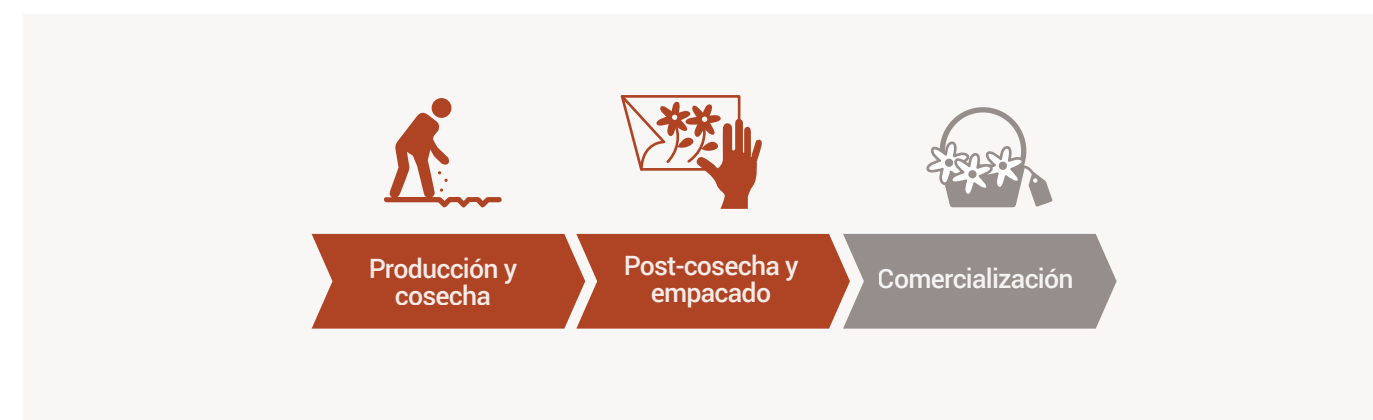 Producción y
cosecha
Post-cosecha y
empacado
Comercialización